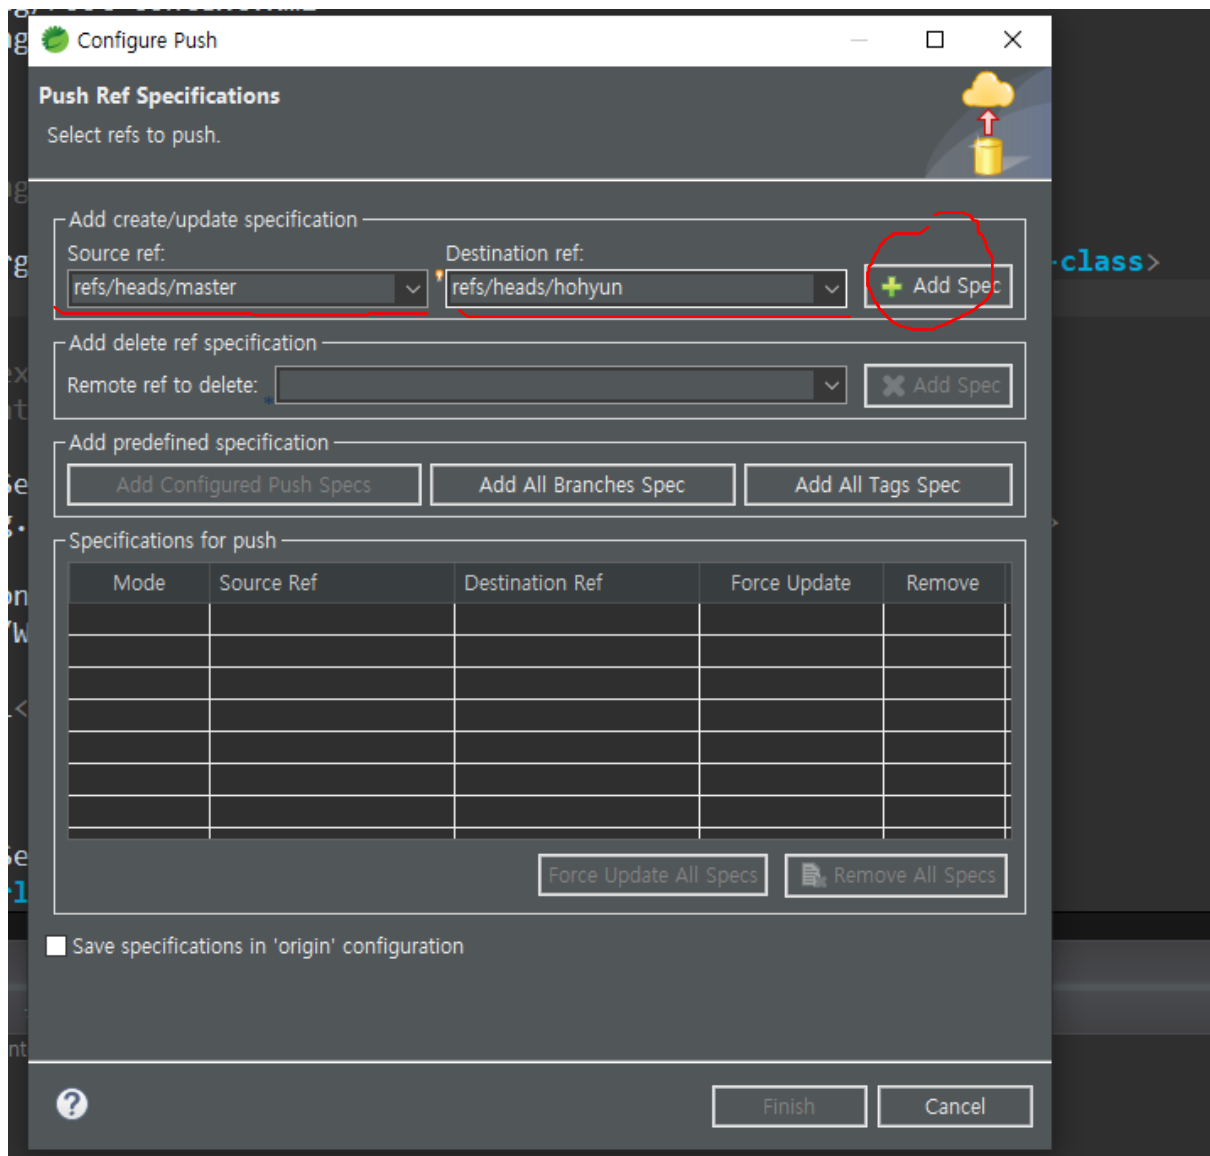 Configure Push
Push Ref Specifications
Select refs to push.
Add create/update specification
Source ref: Destination ref:
refs/heads/master refs/heads/hohyun Add Spec
-class>
Add delete ref specification
Remote ref to delete: Add Spec
Add predefined specification
Add Configured Push Specs Add All Branches Spec Add All Tags Spec
Specifications for push
Mode Source Ref Destination Ref Force Update Remove
Force Update All Specs Remove All Specs
Save specifications in 'origin' configuration
Finish Cancel